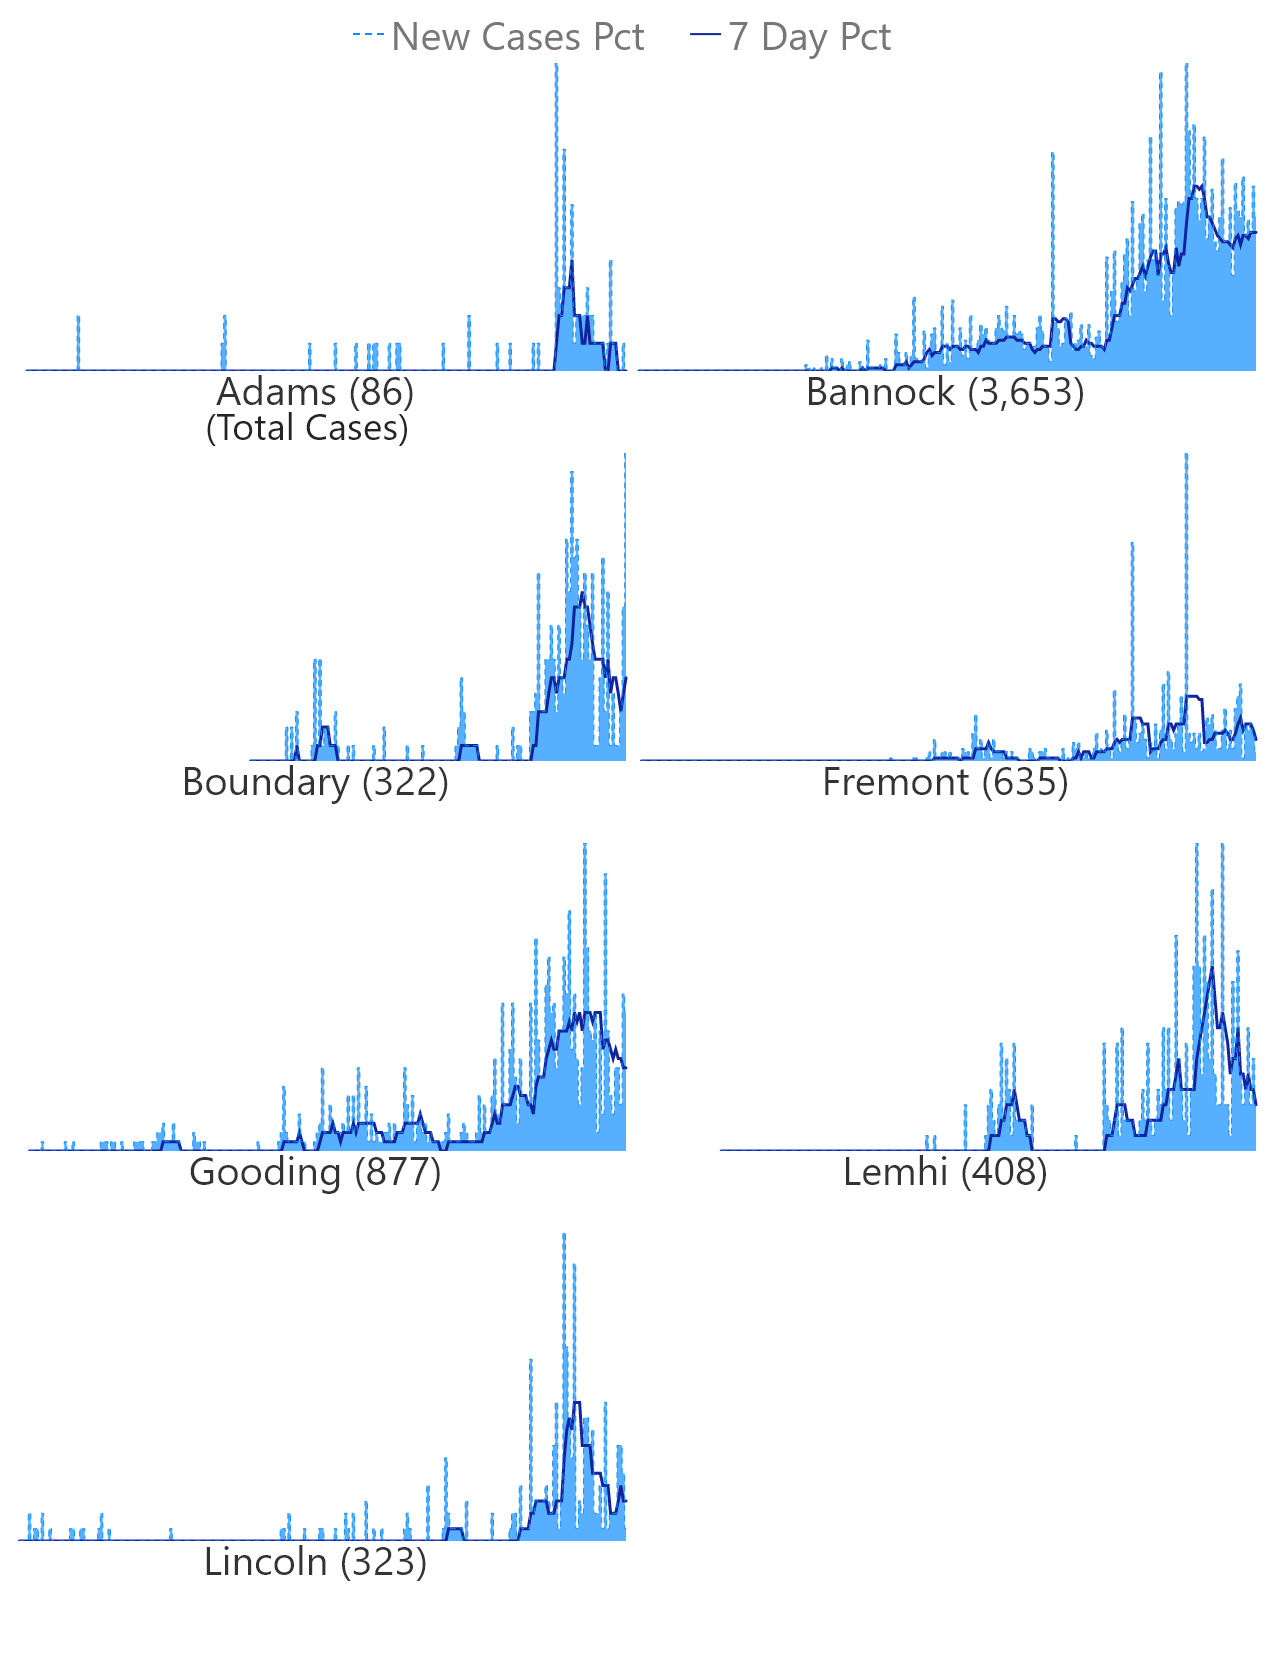 New Cases Pct 7 Day Pct
Adams (86) Bannock (3,653)
(Total Cases)
Boundary (322) Fremont (635)
Gooding (877) Lemhi (408)
Lincoln (323)